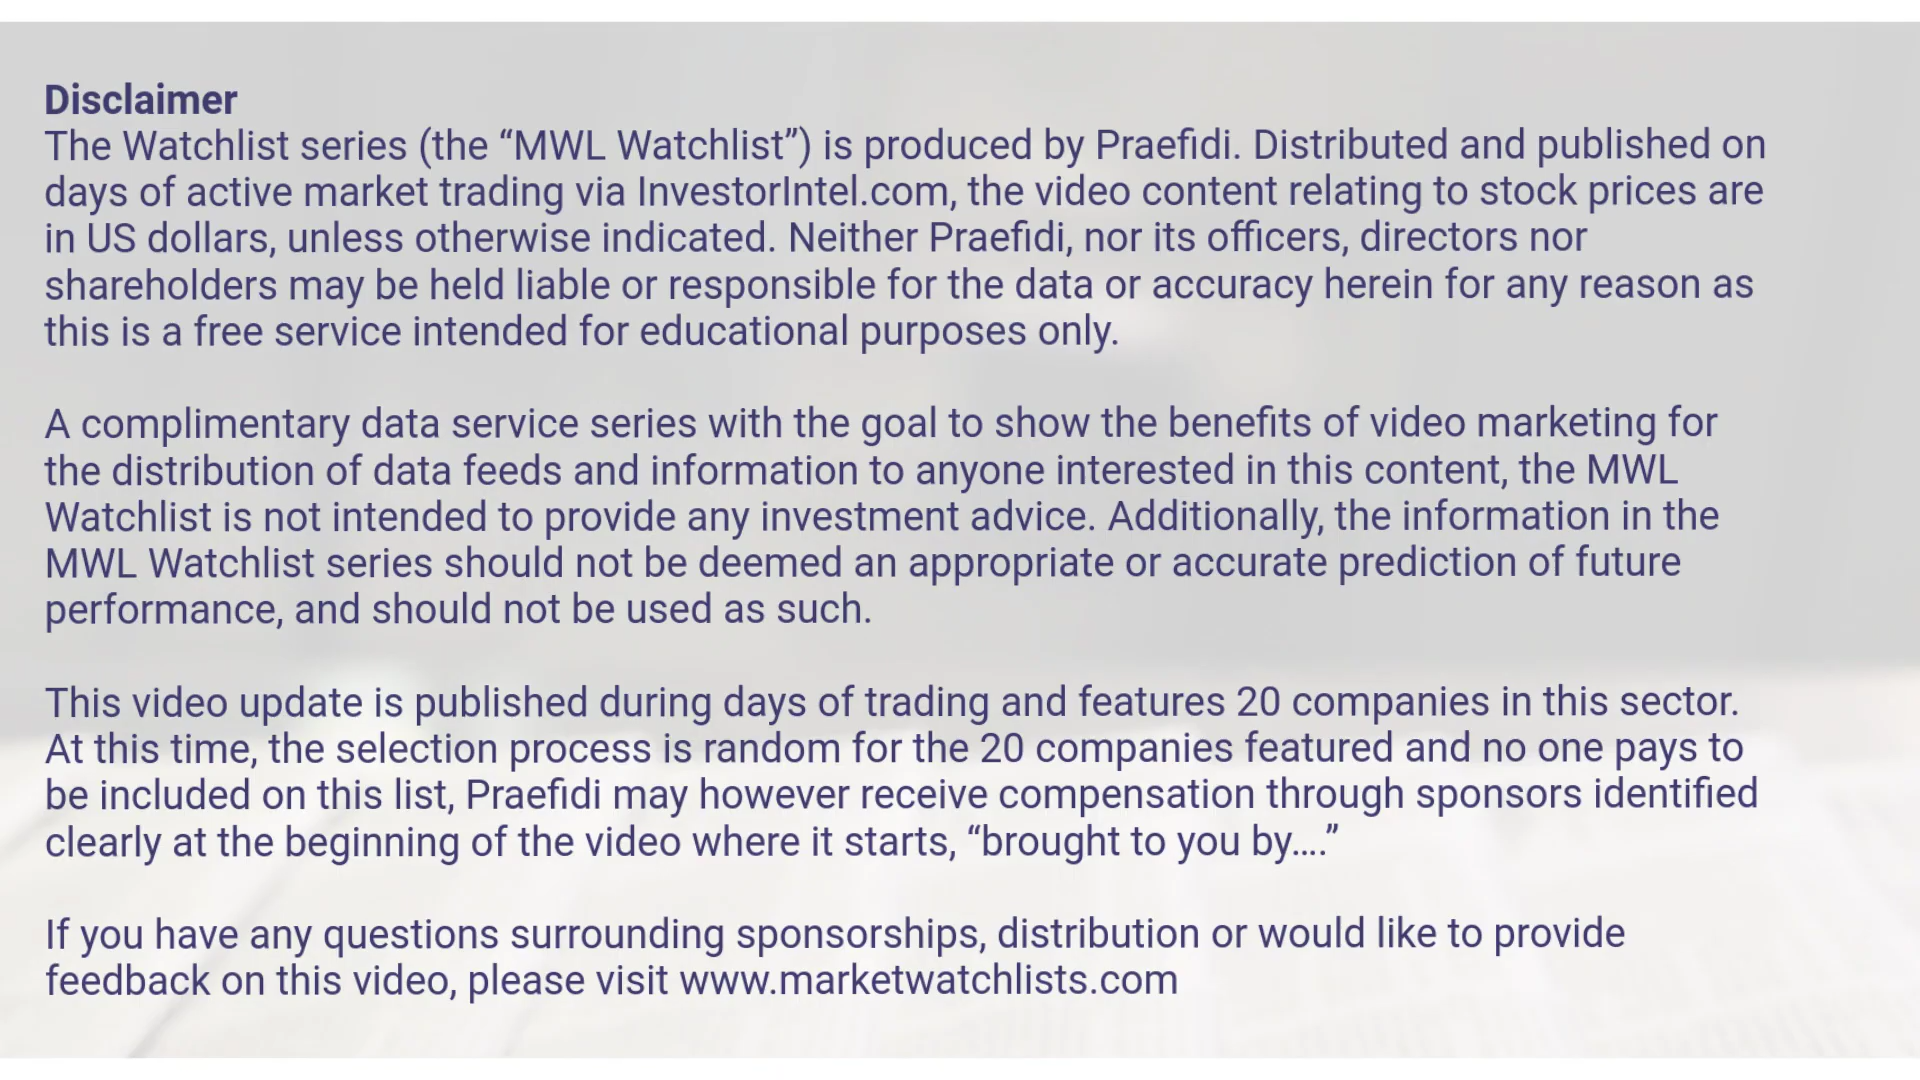 Disclaimer
The Watchlist series (the “MWL Watchlist”) is produced by Praefidi. Distributed and published on
days of active market trading via InvestorIntel.com, the video content relating to stock prices are
in US dollars, unless otherwise indicated. Neither Praefidi, nor its officers, directors nor
shareholders may be held liable or responsible for the data or accuracy herein for any reason as
this is a free service intended for educational purposes only.
A complimentary data service series with the goal to show the benefits of video marketing for
the distribution of data feeds and information to anyone interested in this content, the MWL
Watchlist is not intended to provide any investment advice. Additionally, the information in the
MWL Watchlist series should not be deemed an appropriate or accurate prediction of future
performance, and should not be used as such.
This video update is published during days of trading and features 20 companies in this sector.
At this time, the selection process is random for the 20 companies featured and no one pays to
be included on this list, Praefidi may however receive compensation through sponsors identified
clearly at the beginning of the video where it starts, “brought to you by....”
If you have any questions surrounding sponsorships, distribution or would like to provide
feedback on this video, please visit www.marketwatchlists.com